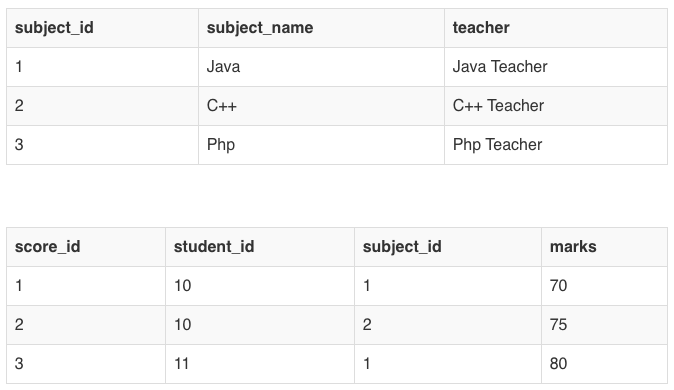 subject_id subject_name teacher
1 Java Java Teacher
2 C++ C++ Teacher
3 Php Php Teacher
score_id student_id subject_id marks
1 10 1 70
2 10 2 75
3 11 1 80